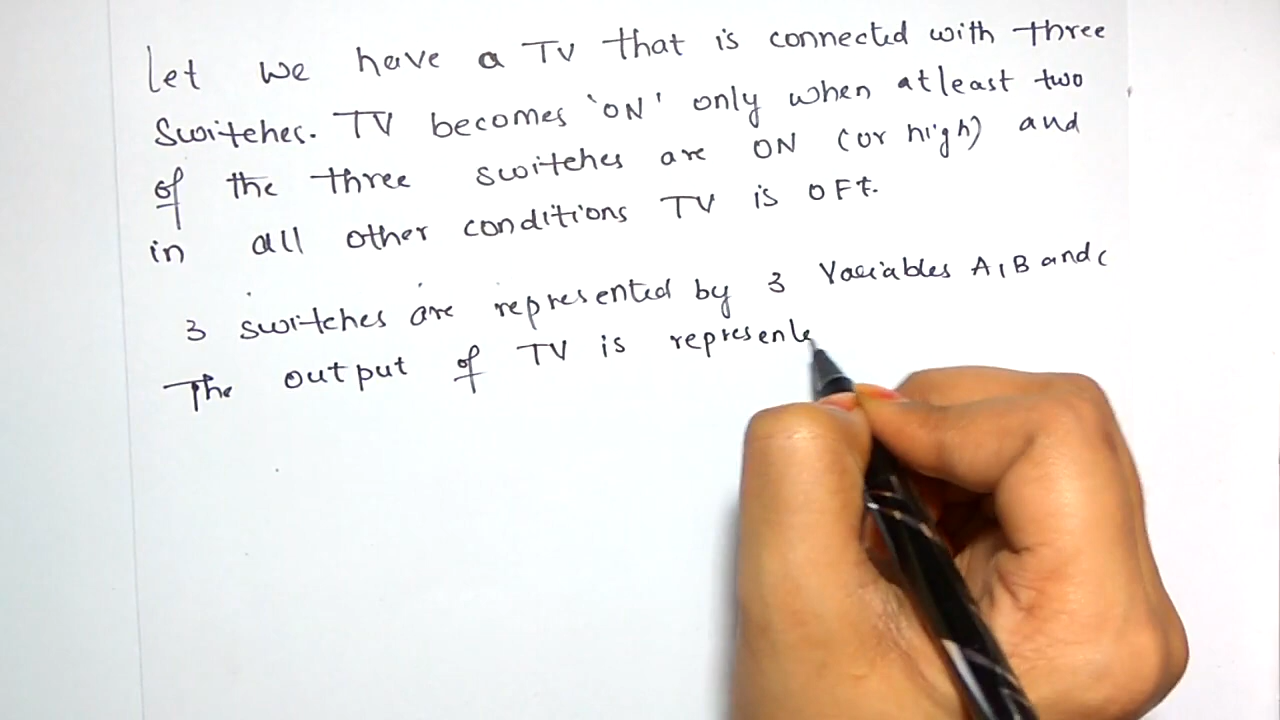 Let we have a TV that is connected with three
Switches. TV becomes 'ON' only when atleast two
of the three switches are ON (or high) and
in all other conditions TV is OFF.
3 switches are represented by 3 Variables A, B and C
The output of TV is represente